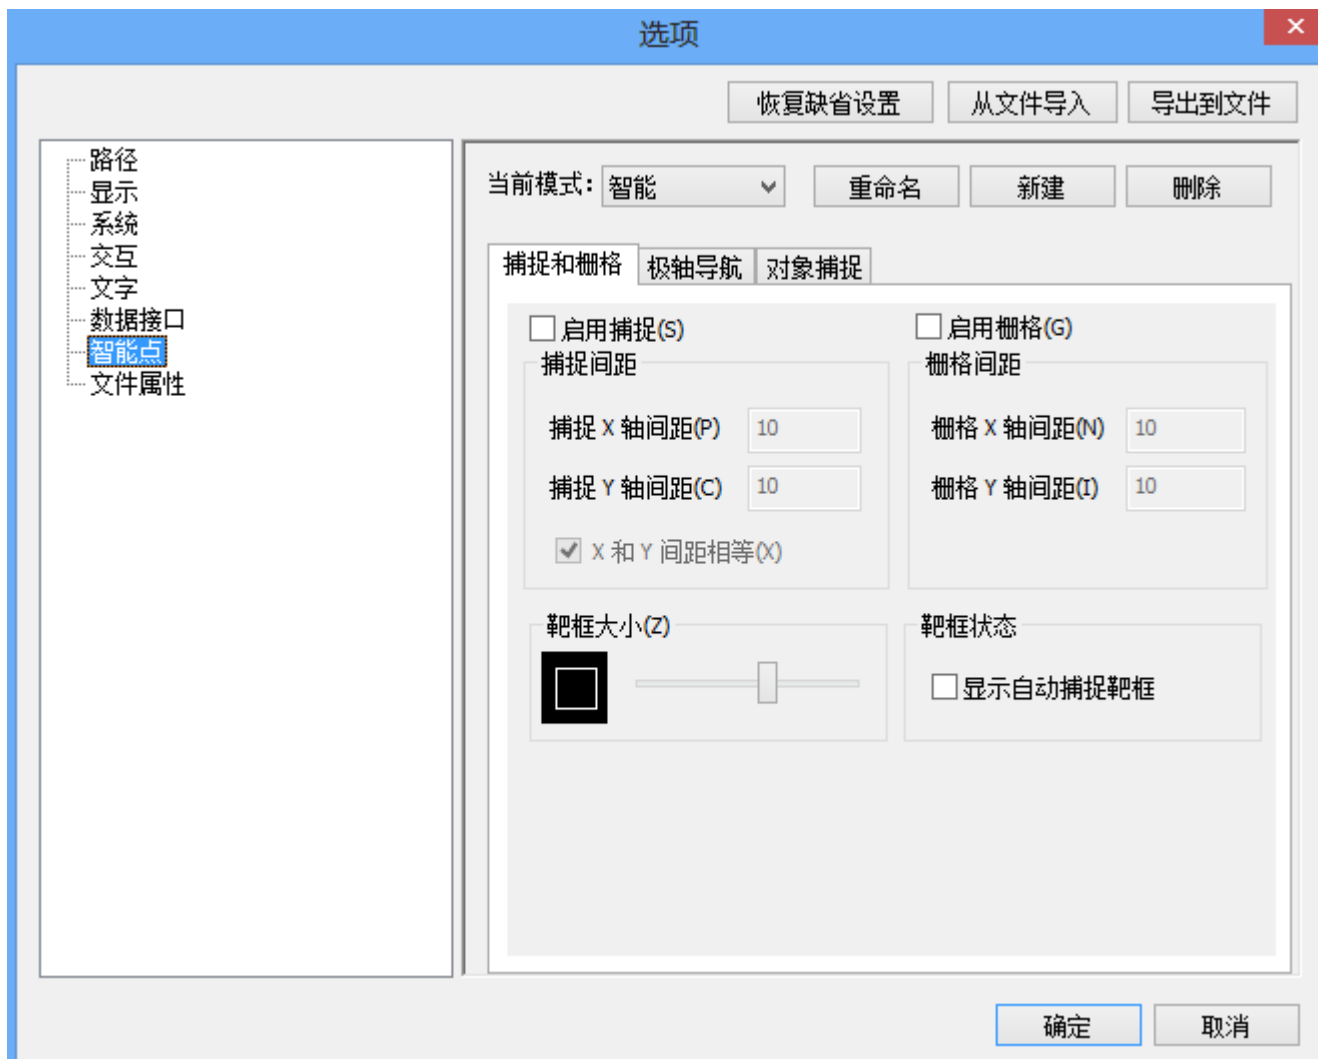 选项
恢复缺省设置 从文件导入 导出到文件
路径
显示
系统
交互
文字
数据接口
智能点
文件属性
当前模式: 智能 重命名 新建 删除
捕捉和栅格 极轴导航 对象捕捉
启用捕捉(S) 启用栅格(G)
捕捉间距 栅格间距
捕捉 X 轴间距(P) 10 栅格 X 轴间距(N) 10
捕捉 Y 轴间距(C) 10 栅格 Y 轴间距(I) 10
X 和 Y 间距相等(X)
靶框大小(Z) 靶框状态
显示自动捕捉靶框
确定 取消